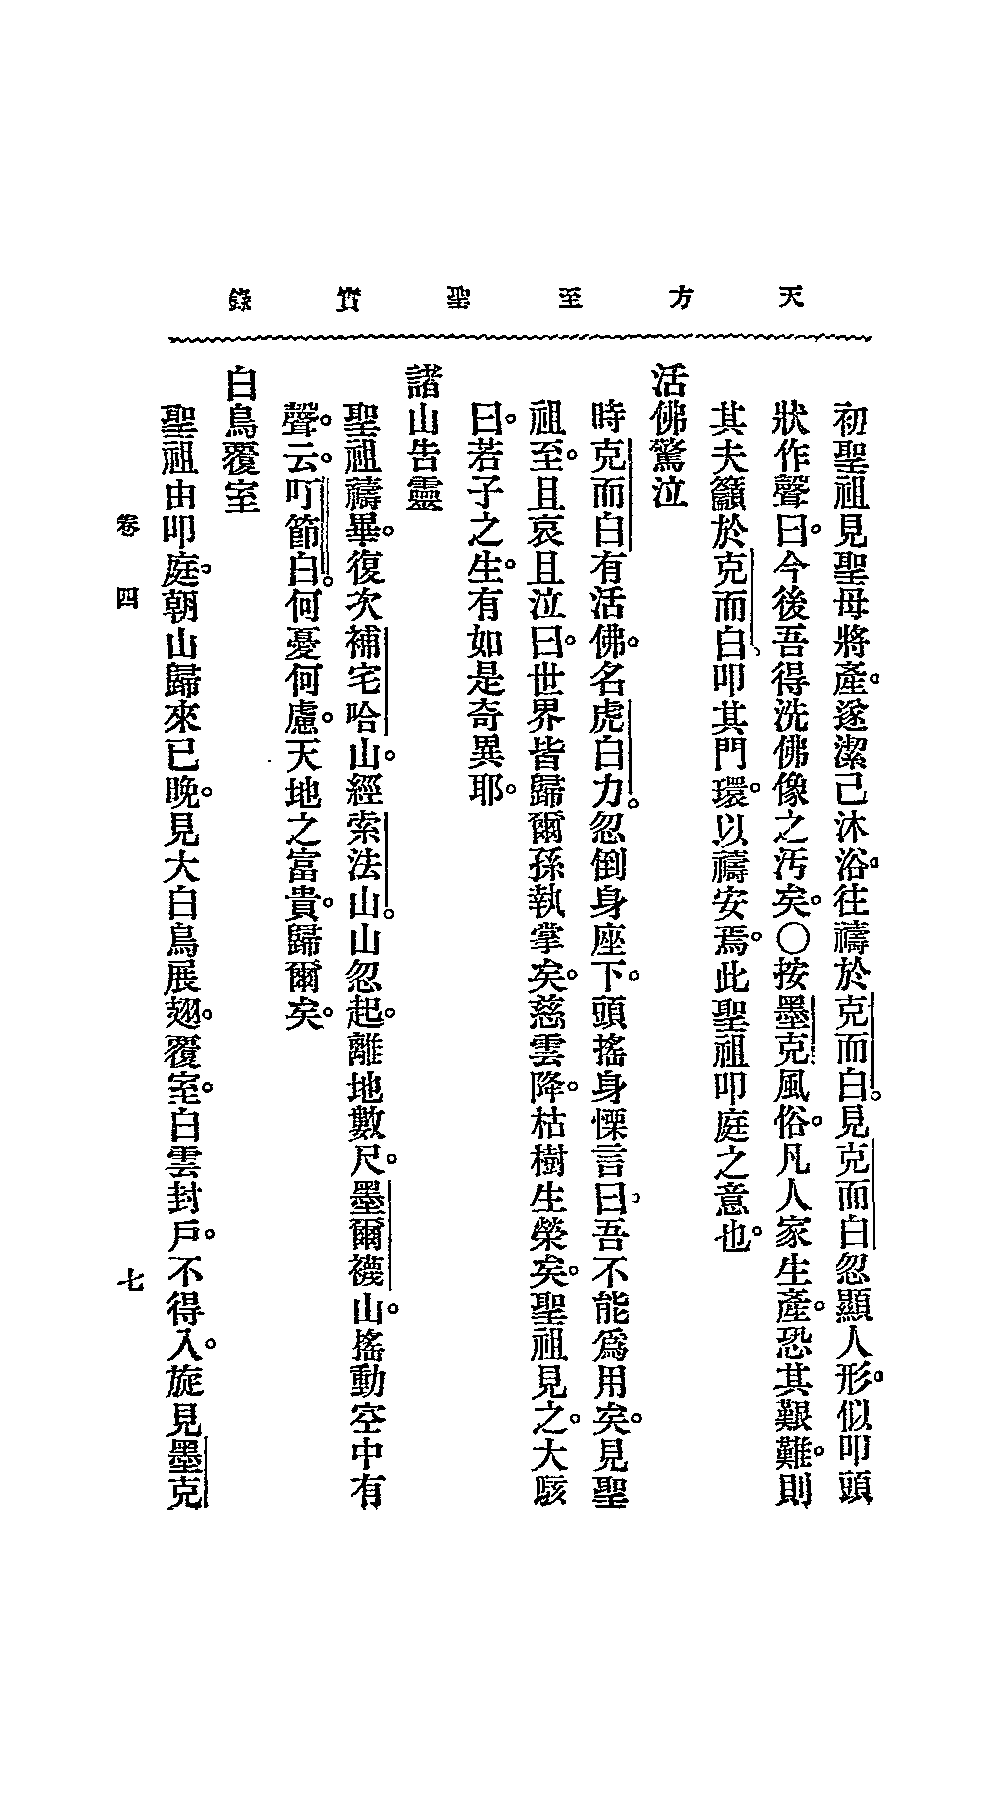 天方至聖實錄
初聖祖見聖母將產。遂潔己沐浴。往禱於克而白。見克而白忽顯人形。似叩頭
狀作聲曰。今後吾得洗佛像之汚矣。〇按墨克風俗。凡人家生產。恐其艱難。則
其夫籲於克而白、叩其門環。以禱安焉。此聖祖叩庭之意也。
活佛驚泣
時克而白有活佛。名虎白力。忽倒身座下。頭搖身慄言曰、吾不能爲用矣。見聖
祖至。且哀且泣曰。世界皆歸爾孫執掌矣。慈雲降。枯樹生榮矣。聖祖見之。大駭
曰。若子之生。有如是奇異耶。
諸山告靈
聖祖禱畢。復次補宅哈山。經索法山。山忽起。離地數尺。墨爾襪山。搖動空中有
聲。云。叮節白。何憂何慮。天地之富貴。歸爾矣。
白鳥覆室
聖祖由叩庭。朝山歸來已晚。見大白鳥展翅。覆室。白雲封戶。不得入。旋見墨克
卷四
七